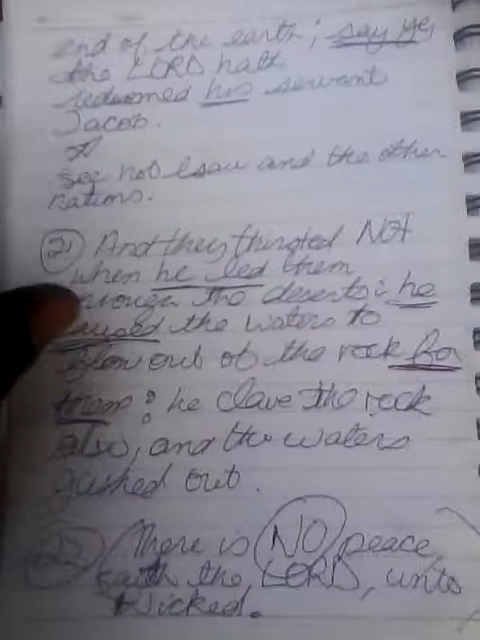 end of the earth; say ye,
the LORD hath
redeemed his servant
Jacob.
see not Esau and the other
nations.
21 And they thirsted NOT
when he led them
through the deserts: he
caused the waters to
flow out of the rock for
them: he clave the rock
also, and the waters
gushed out.
22 There is NO peace,
saith the LORD, unto
wicked.